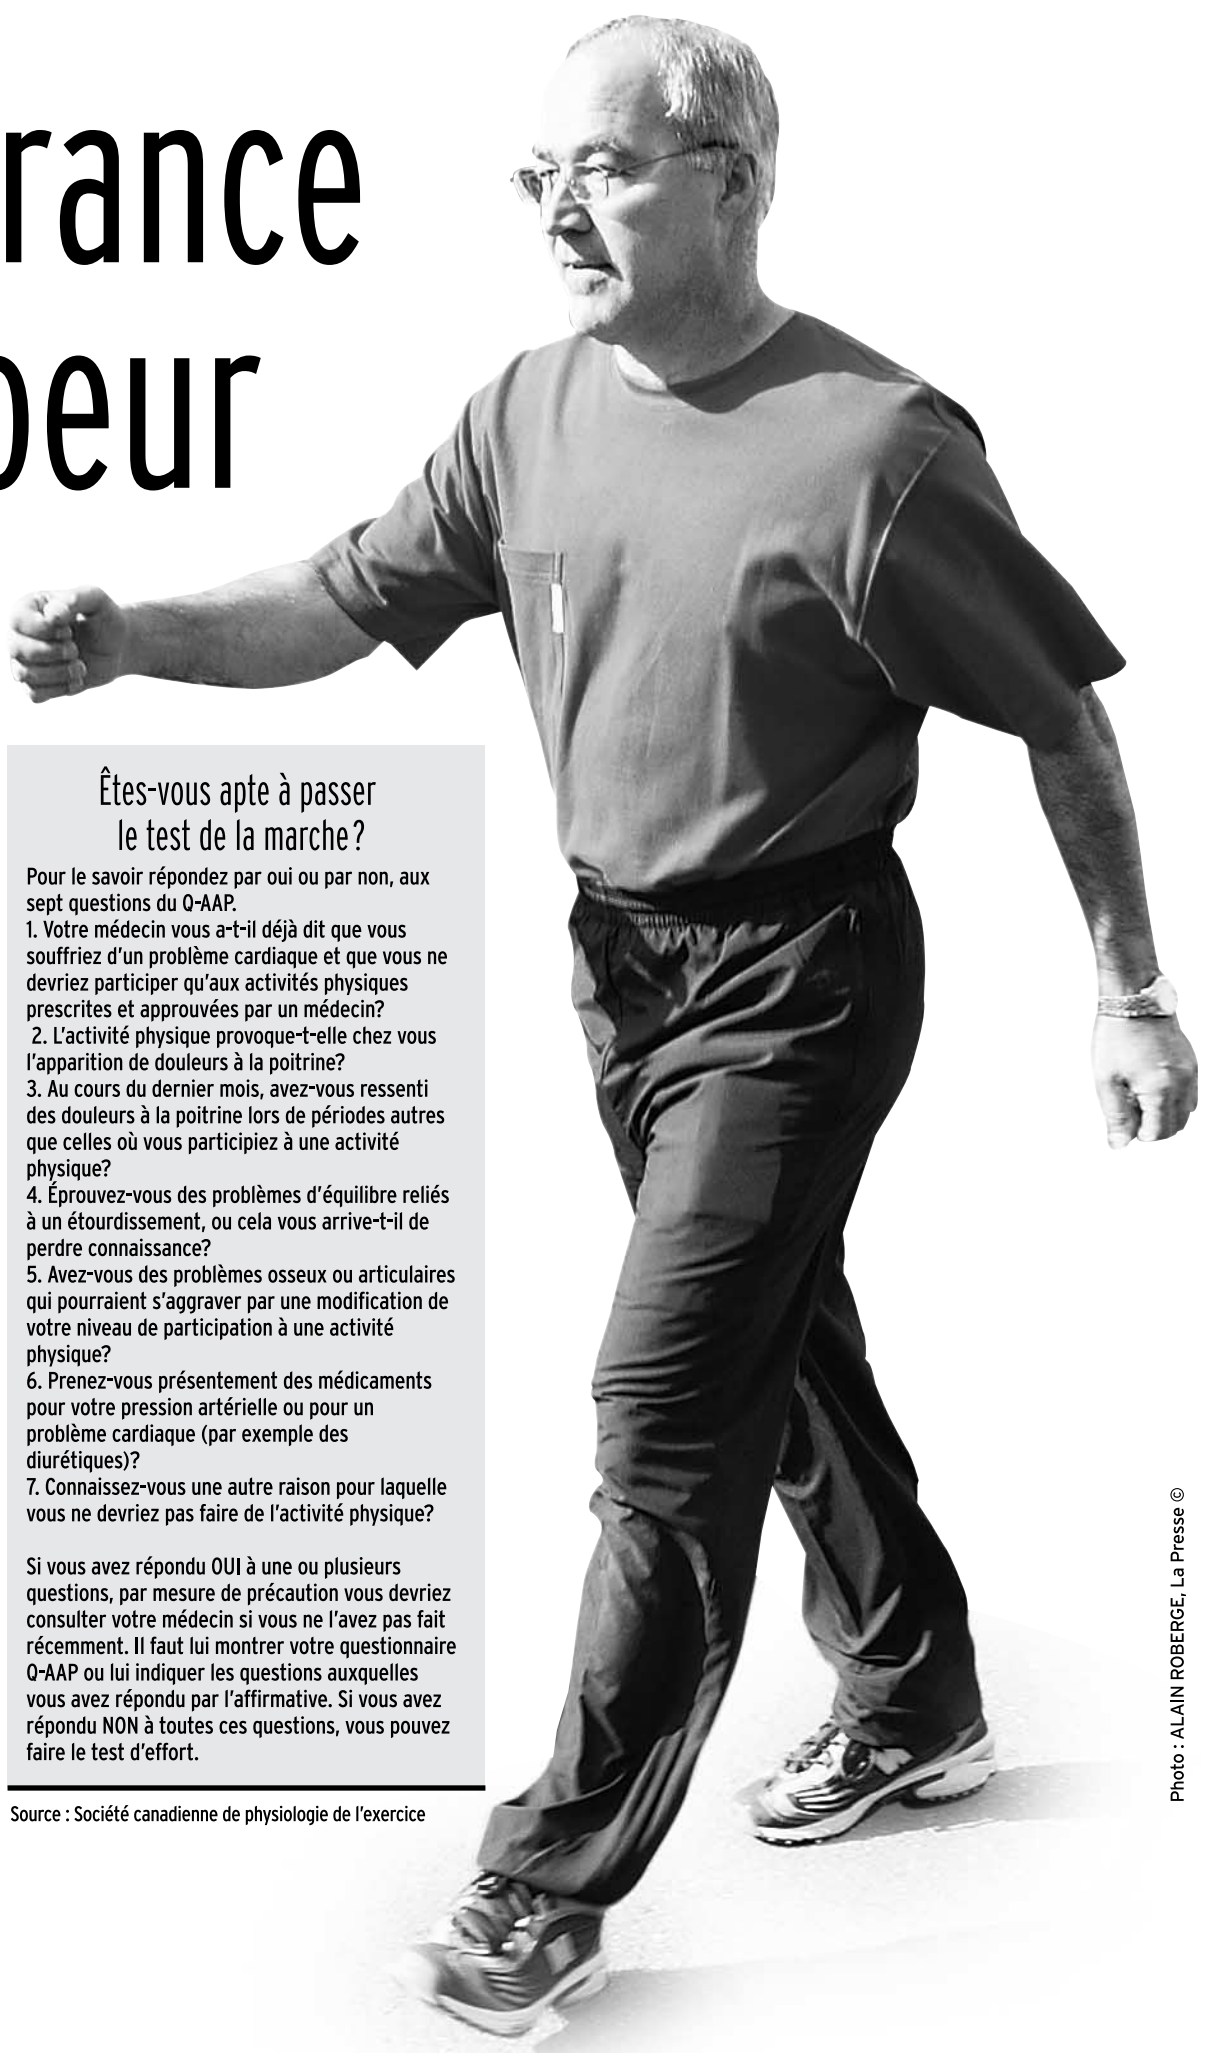 rance
peur
Êtes-vous apte à passer
le test de la marche?
Pour le savoir répondez par oui ou par non, aux
sept questions du Q-AAP.
1. Votre médecin vous a-t-il déjà dit que vous
souffriez d'un problème cardiaque et que vous ne
devriez participer qu'aux activités physiques
prescrites et approuvées par un médecin?
2. L'activité physique provoque-t-elle chez vous
l'apparition de douleurs à la poitrine?
3. Au cours du dernier mois, avez-vous ressenti
des douleurs à la poitrine lors de périodes autres
que celles où vous participiez à une activité
physique?
4. Éprouvez-vous des problèmes d'équilibre reliés
à un étourdissement, ou cela vous arrive-t-il de
perdre connaissance?
5. Avez-vous des problèmes osseux ou articulaires
qui pourraient s'aggraver par une modification de
votre niveau de participation à une activité
physique?
6. Prenez-vous présentement des médicaments
pour votre pression artérielle ou pour un
problème cardiaque (par exemple des
diurétiques)?
7. Connaissez-vous une autre raison pour laquelle
vous ne devriez pas faire de l'activité physique?
Si vous avez répondu OUI à une ou plusieurs
questions, par mesure de précaution vous devriez
consulter votre médecin si vous ne l'avez pas fait
récemment. Il faut lui montrer votre questionnaire
Q-AAP ou lui indiquer les questions auxquelles
vous avez répondu par l'affirmative. Si vous avez
répondu NON à toutes ces questions, vous pouvez
faire le test d'effort.
Source : Société canadienne de physiologie de l'exercice
Photo : ALAIN ROBERGE, La Presse ©